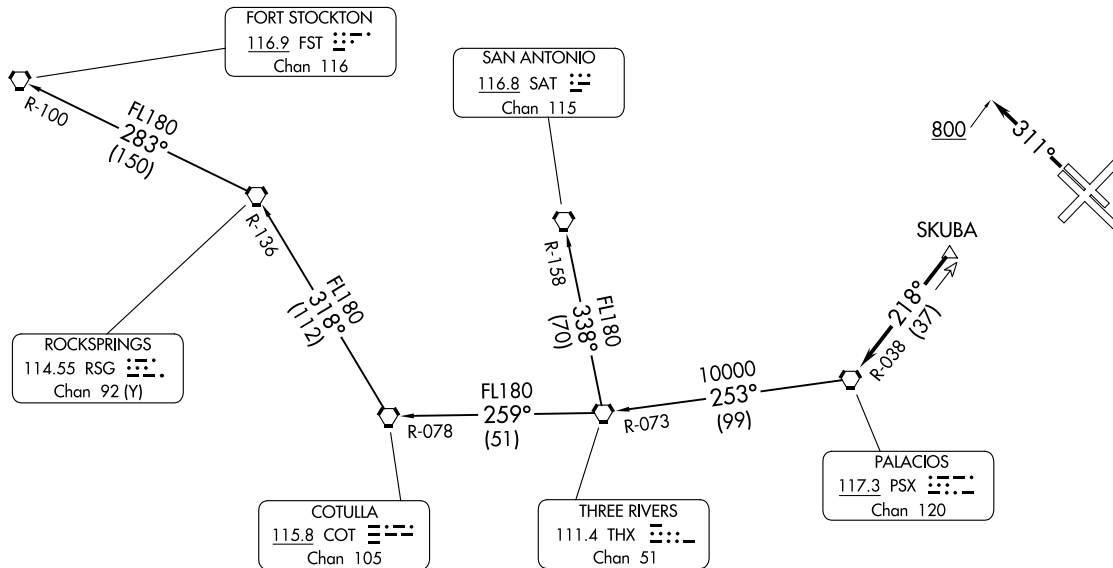 FORT STOCKTON
116.9 FST
Chan 116
SAN ANTONIO
116.8 SAT
Chan 115
R-100
FL180
283°
(150)
800
311°
R-136
SKUBA
R-158
FL180
318°
(112)
FL180
338°
(70)
218°
(37)
R-038
ROCKSPRINGS
114.55 RSG
Chan 92 (Y)
FL180
259°
(51)
R-078
10000
253°
(99)
R-073
PALACIOS
117.3 PSX
Chan 120
COTULLA
115.8 COT
Chan 105
THREE RIVERS
111.4 THX
Chan 51